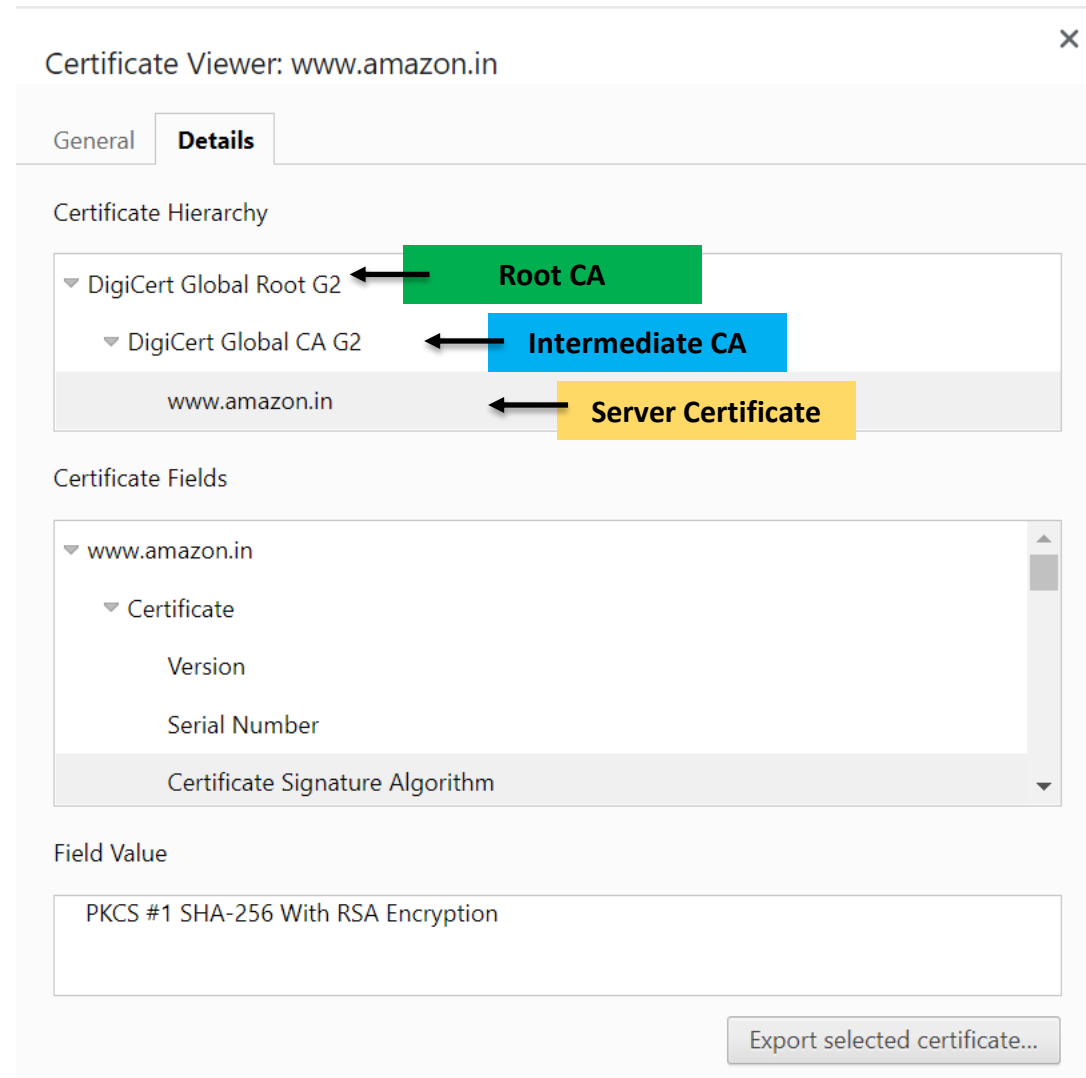 Certificate Viewer: www.amazon.in
General Details
Certificate Hierarchy
DigiCert Global Root G2
Root CA
DigiCert Global CA G2
Intermediate CA
www.amazon.in
Server Certificate
Certificate Fields
www.amazon.in
Certificate
Version
Serial Number
Certificate Signature Algorithm
Field Value
PKCS #1 SHA-256 With RSA Encryption
Export selected certificate...